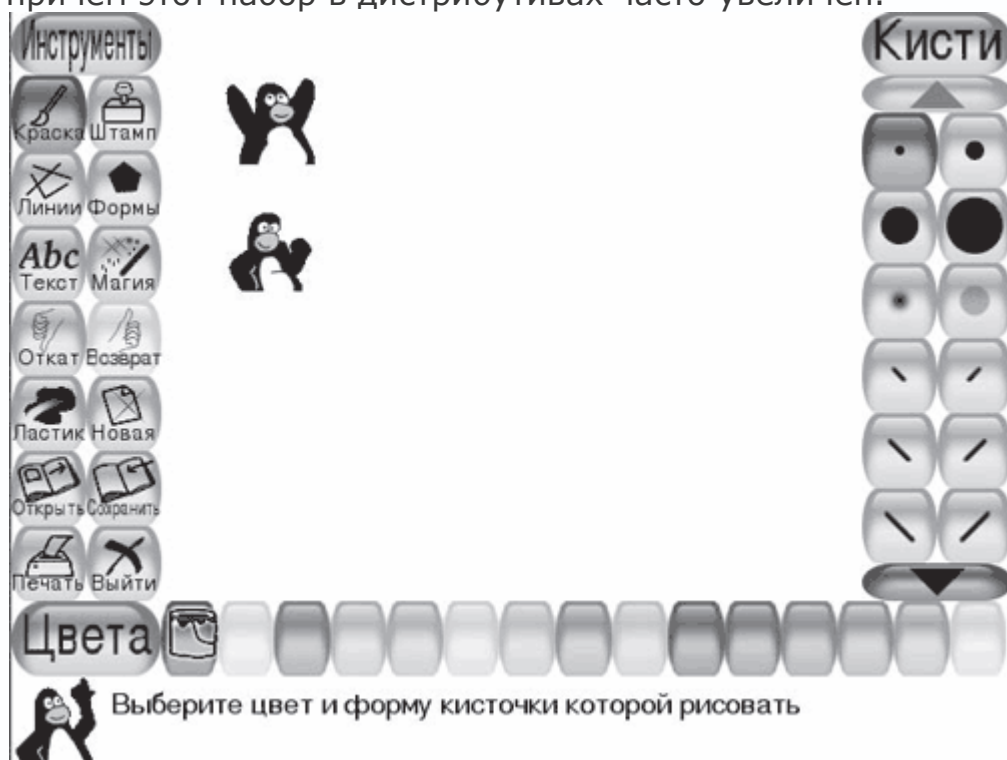 причем этот набор в дистрибутивах часто увеличен.
Инструменты
Кисти
Краска Штамп
Линии Формы
Abc
Текст Магия
Откат Возврат
Ластик Новая
Открыть Сохранить
Печать Выйти
Цвета
Выберите цвет и форму кисточки которой рисовать